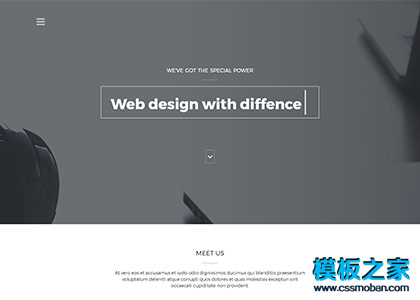 WE'VE GOT THE SPECIAL POWER
Web design with diffence
MEET US
At vero eos et accusamus et iusto odio dignissimos ducimus qui blanditiis praesentium
voluptatum deleniti atque corrupti quos dolores et quas molestias excepturi sint
occaecati cupiditate non provident.
模板之家
www.cssmoban.com